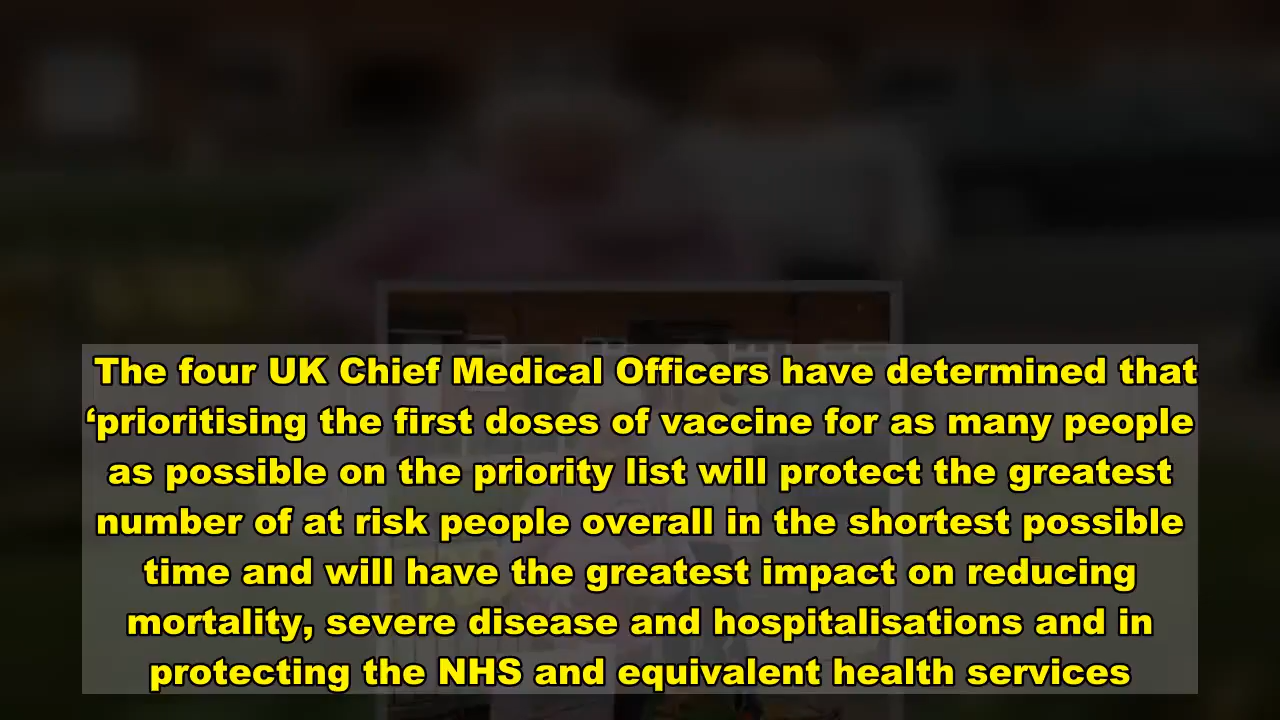 The four UK Chief Medical Officers have determined that
‘prioritising the first doses of vaccine for as many people
as possible on the priority list will protect the greatest
number of at risk people overall in the shortest possible
time and will have the greatest impact on reducing
mortality, severe disease and hospitalisations and in
protecting the NHS and equivalent health services